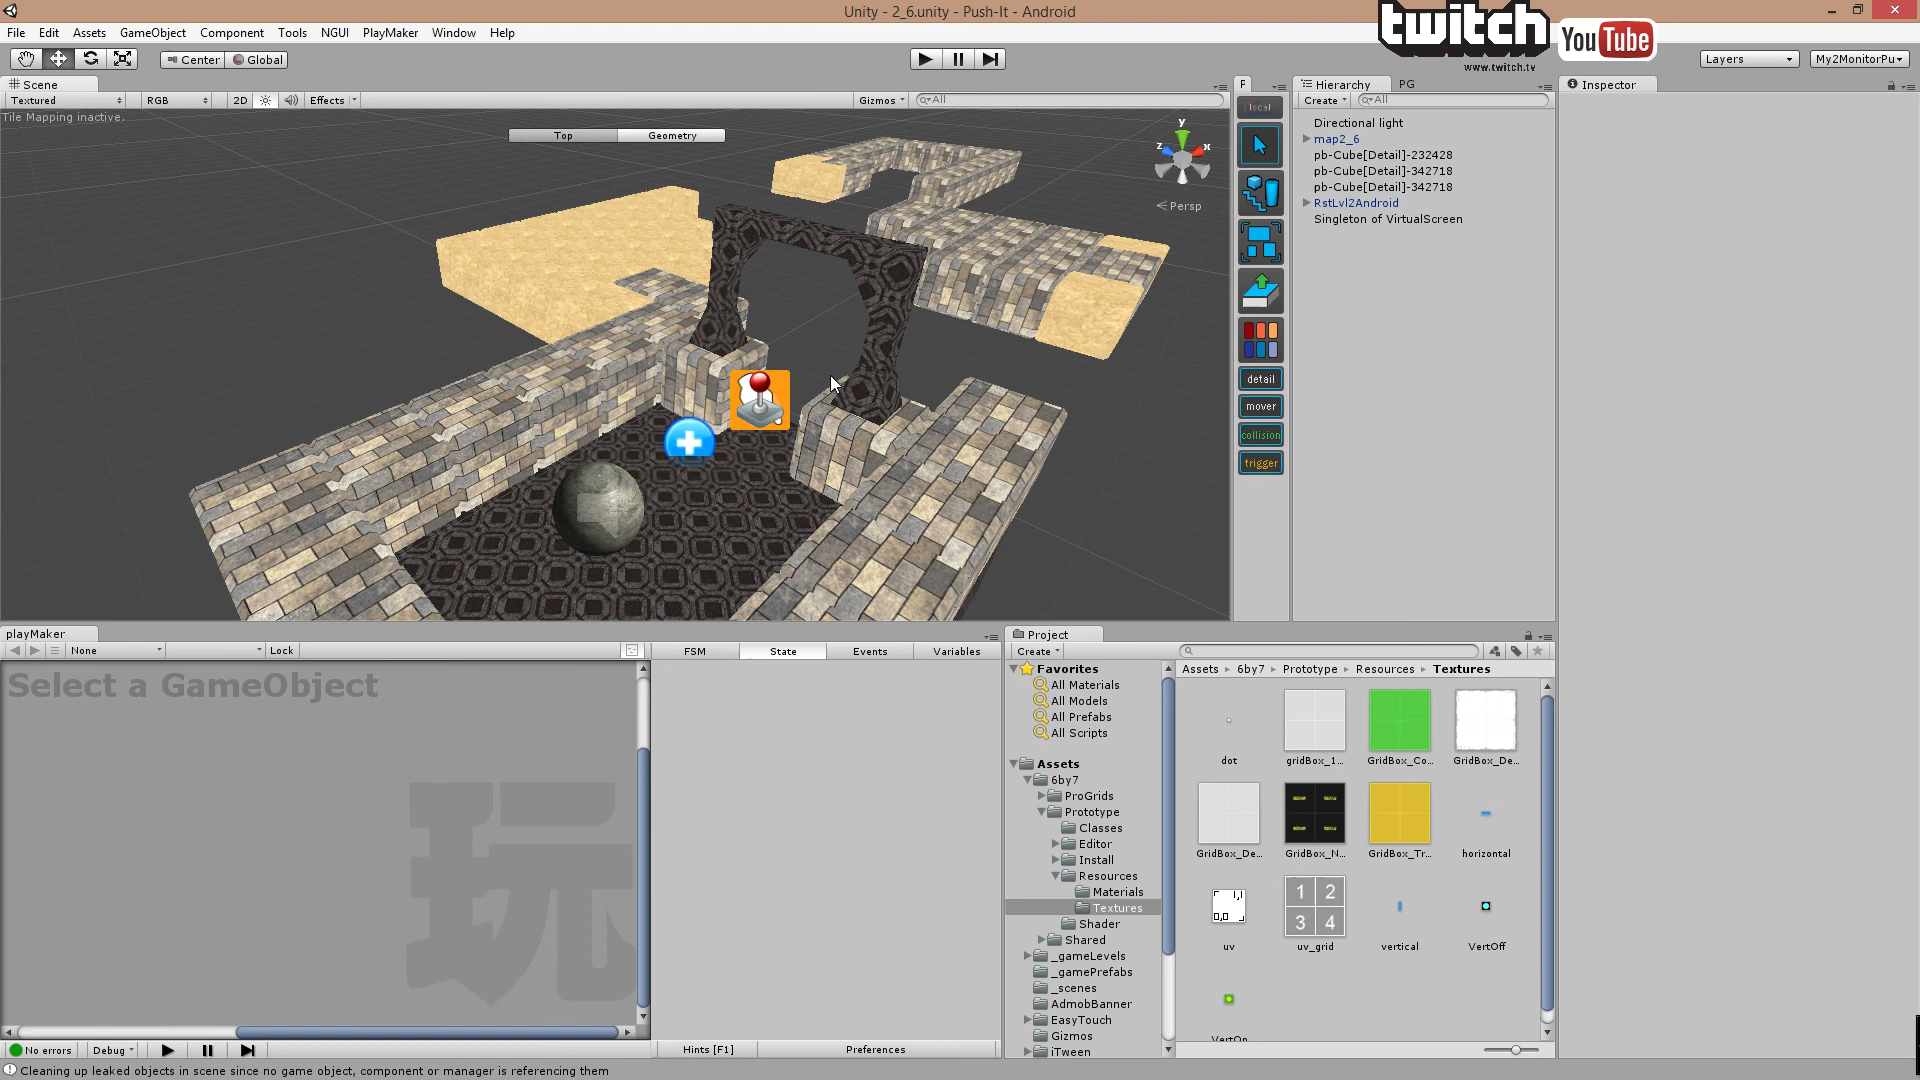 Unity - 2_6.unity - Push-It - Android
twitch
www.twitch.tv
YouTube
File Edit Assets GameObject Component Tools NGUI PlayMaker Window Help
Center Global
Layers My2MonitorPu
Scene
Textured RGB 2D Effects Gizmos All
Tile Mapping inactive.
Top Geometry
y
z
x
Persp
F
local
detail
mover
collision
trigger
Hierarchy PG
Create All
Directional light
map2_6
pb-Cube[Detail]-232428
pb-Cube[Detail]-342718
pb-Cube[Detail]-342718
RstLvl2Android
Singleton of VirtualScreen
Inspector
playMaker
None Lock
Select a GameObject
玩
FSM State Events Variables
No errors Debug
Hints [F1] Preferences
Project
Create
Favorites
All Materials
All Models
All Prefabs
All Scripts
Assets
6by7
ProGrids
Prototype
Classes
Editor
Install
Resources
Materials
Textures
Shader
Shared
_gameLevels
_gamePrefabs
_scenes
AdmobBanner
EasyTouch
Gizmos
iTween
Assets 6by7 Prototype Resources Textures
dot gridBox_1... GridBox_Co... GridBox_De...
GridBox_De... GridBox_N... GridBox_Tr... horizontal
1,1
0,0
1 2
3 4
uv uv_grid vertical VertOff
VertOn
Cleaning up leaked objects in scene since no game object, component or manager is referencing them